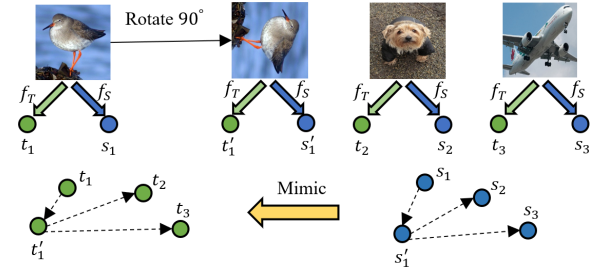 Rotate 90°
f_T f_S f_T f_S f_T f_S f_T f_S
t_1 s_1 t'_1 s'_1 t_2 s_2 t_3 s_3
t_1 t_2 t_3 t'_1
Mimic
s_1 s_2 s_3 s'_1